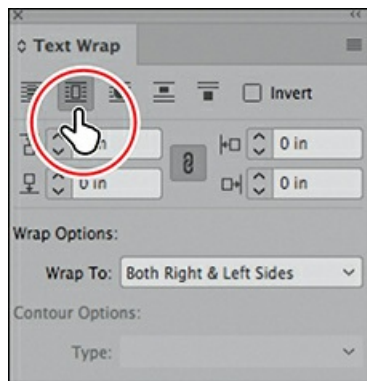 Text Wrap
Invert
in 0 in
0 in 0 in
Wrap Options:
Wrap To: Both Right & Left Sides
Contour Options:
Type: